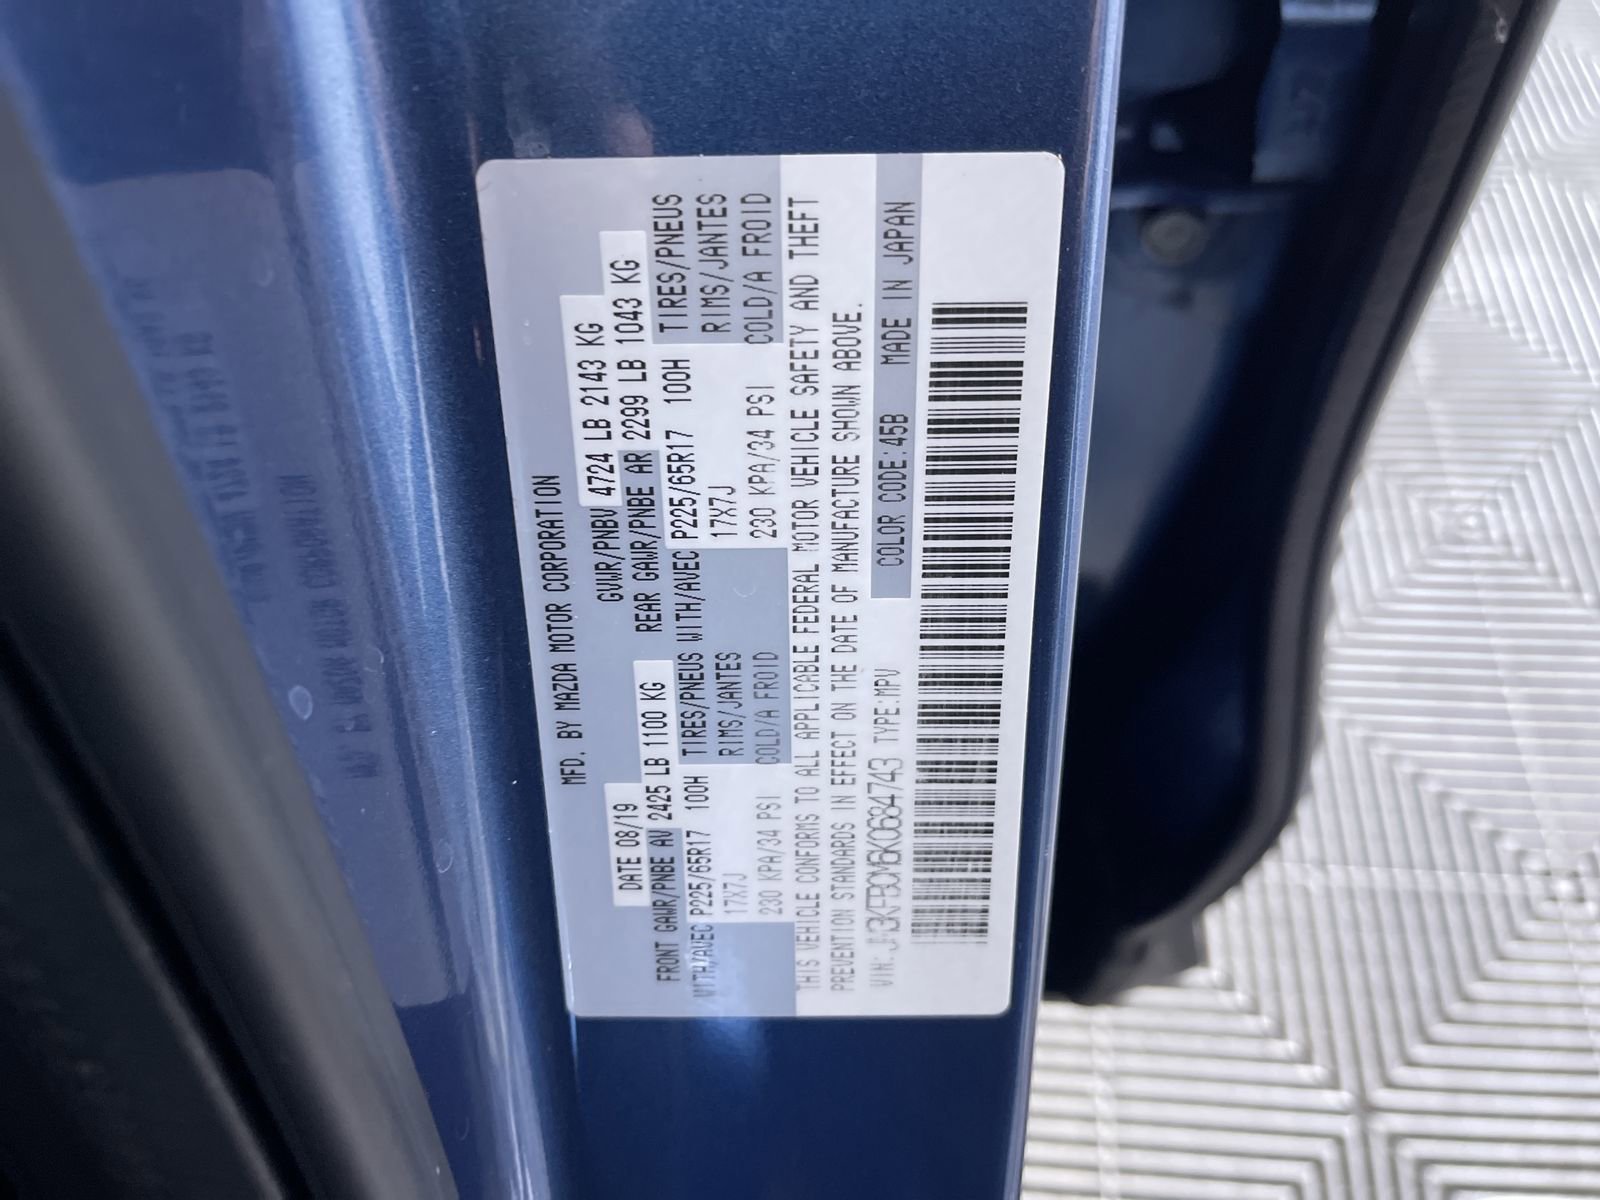 MFD. BY MAZDA MOTOR CORPORATION
DATE 08/19 GVWR/PNBV 4724 LB 2143 KG
FRONT GAWR/PNBE AV 2425 LB 1100 KG REAR GAWR/PNBE AR 2299 LB 1043 KG
WITH/AVEC P225/65R17 100H TIRES/PNEUS WITH/AVEC P225/65R17 100H TIRES/PNEUS
17X7J RIMS/JANTES 17X7J RIMS/JANTES
230 KPA/34 PSI COLD/A FROID 230 KPA/34 PSI COLD/A FROID
THIS VEHICLE CONFORMS TO ALL APPLICABLE FEDERAL MOTOR VEHICLE SAFETY AND THEFT
PREVENTION STANDARDS IN EFFECT ON THE DATE OF MANUFACTURE SHOWN ABOVE.
VIN: JM3KFBCM6K0684743 TYPE:MPV COLOR CODE:45B MADE IN JAPAN